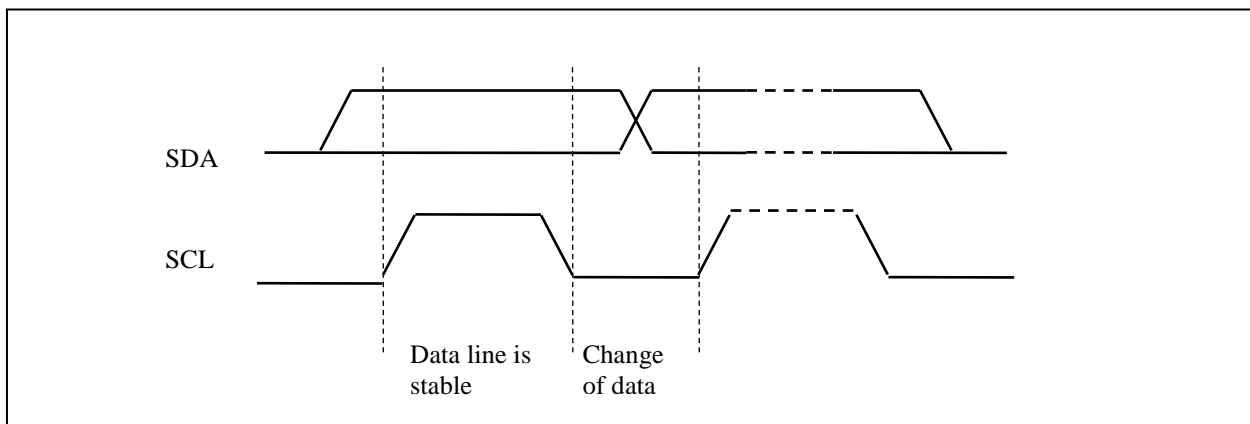 SDA
SCL
Data line is
stable
Change
of data